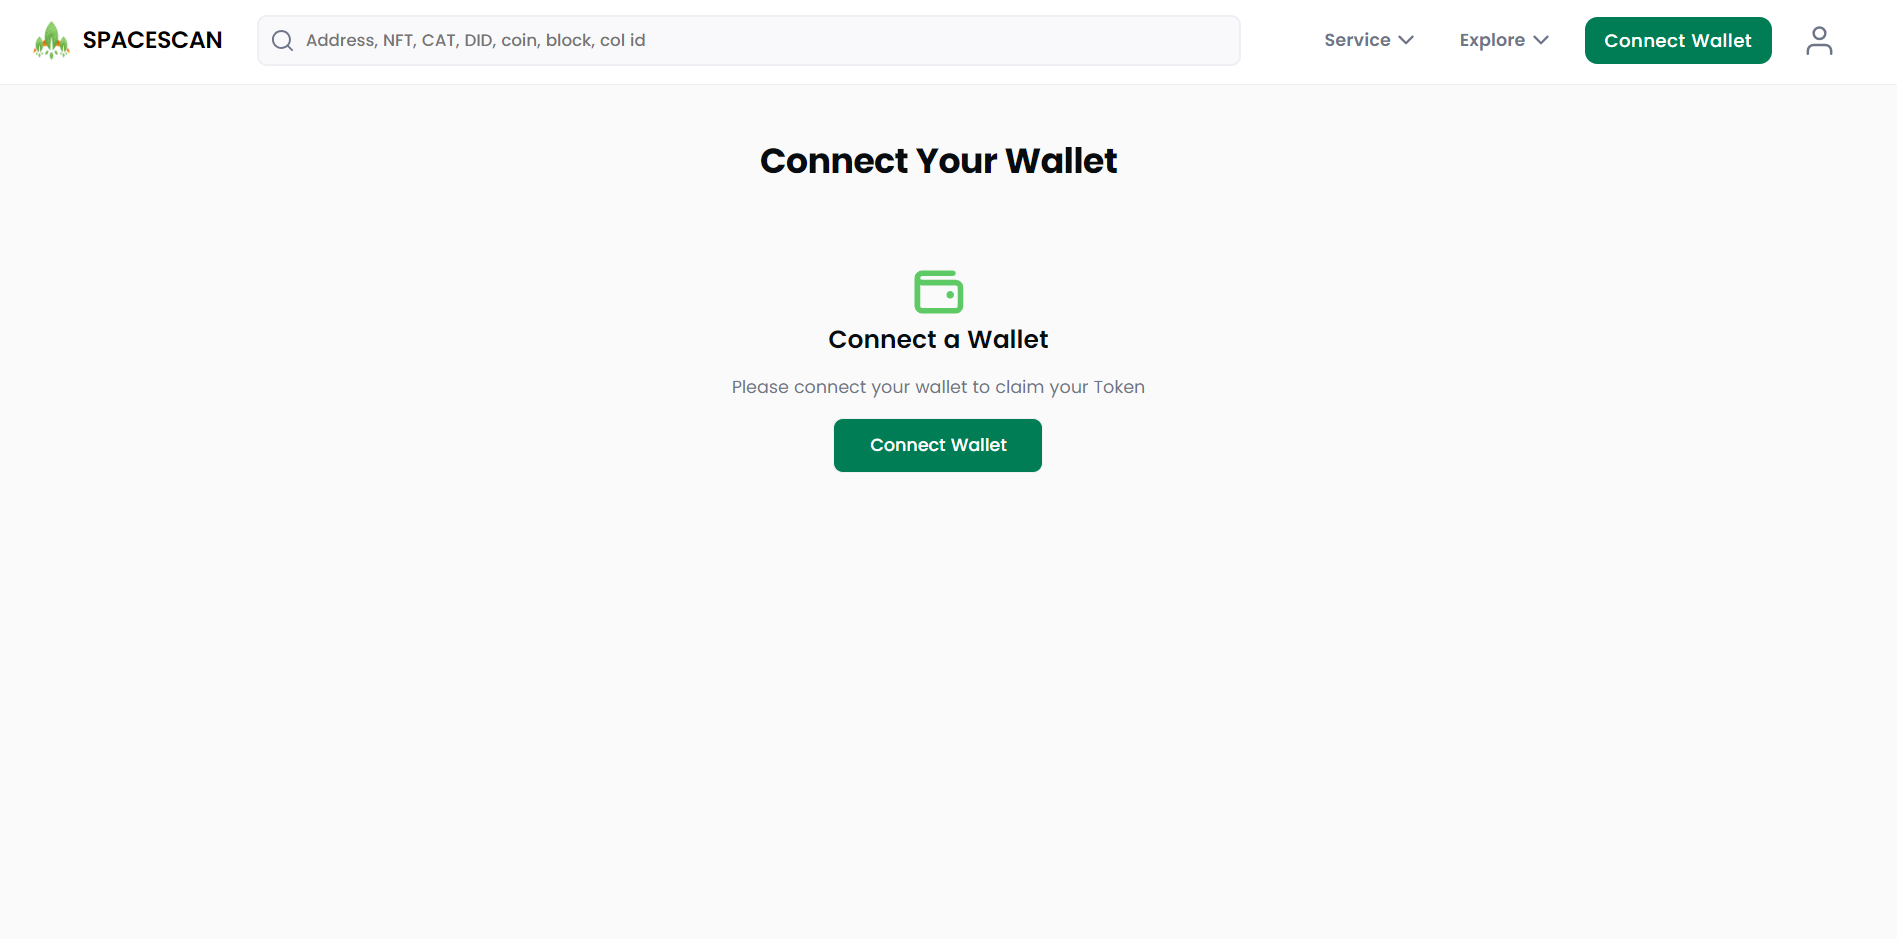 SPACESCAN
Address, NFT, CAT, DID, coin, block, col id
Service
Explore
Connect Wallet
Connect Your Wallet
Connect a Wallet
Please connect your wallet to claim your Token
Connect Wallet